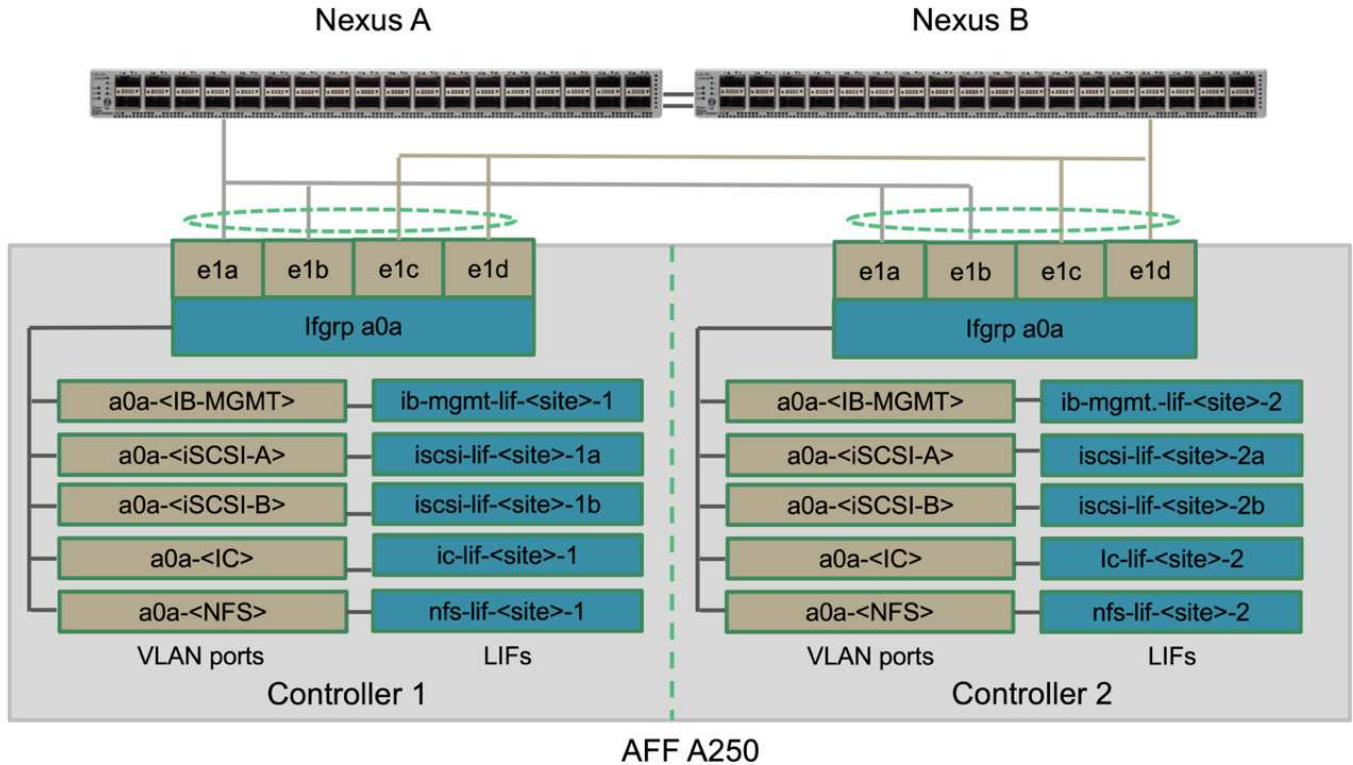 Nexus A
Nexus B
e1a e1b e1c e1d
Ifgrp a0a
e1a e1b e1c e1d
Ifgrp a0a
a0a-<IB-MGMT> ib-mgmt-lif-<site>-1
a0a-<iSCSI-A> iscsi-lif-<site>-1a
a0a-<iSCSI-B> iscsi-lif-<site>-1b
a0a-<IC> ic-lif-<site>-1
a0a-<NFS> nfs-lif-<site>-1
VLAN ports LIFs
Controller 1
a0a-<IB-MGMT> ib-mgmt.-lif-<site>-2
a0a-<iSCSI-A> iscsi-lif-<site>-2a
a0a-<iSCSI-B> iscsi-lif-<site>-2b
a0a-<IC> Ic-lif-<site>-2
a0a-<NFS> nfs-lif-<site>-2
VLAN ports LIFs
Controller 2
AFF A250